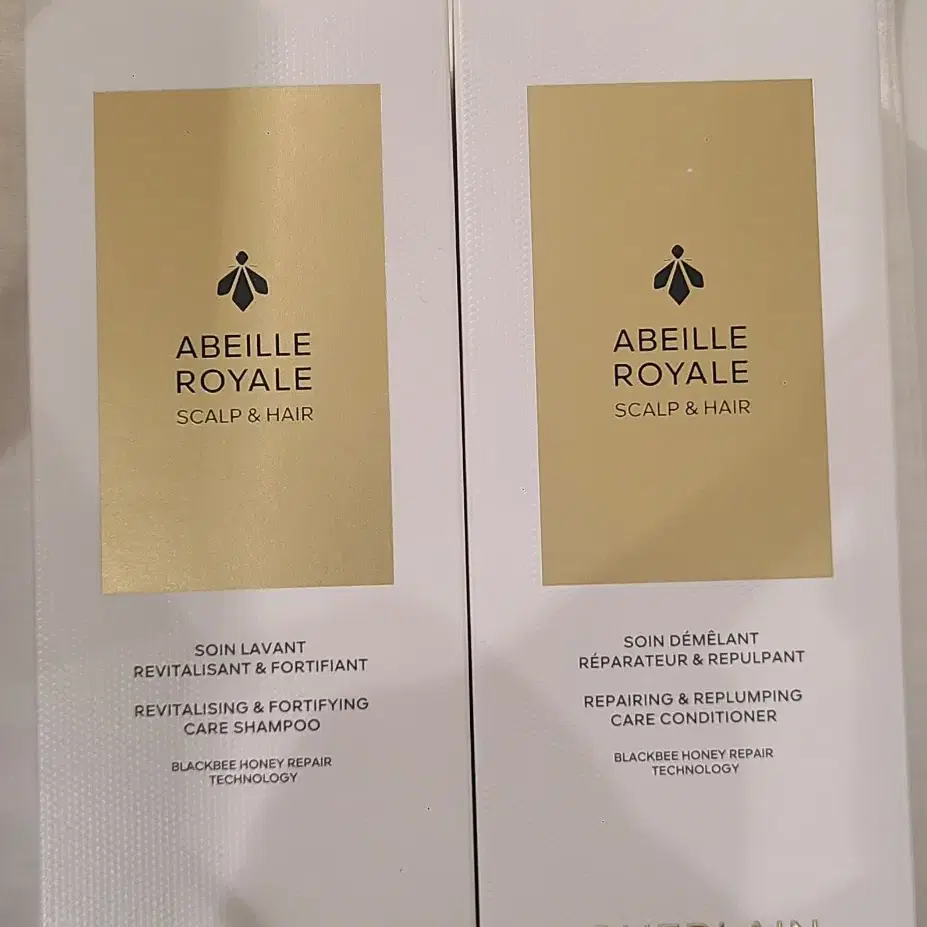 ABEILLE
ROYALE
SCALP & HAIR
SOIN LAVANT
REVITALISANT & FORTIFIANT
REVITALISING & FORTIFYING
CARE SHAMPOO
BLACKBEE HONEY REPAIR
TECHNOLOGY
ABEILLE
ROYALE
SCALP & HAIR
SOIN DÉMÊLANT
RÉPARATEUR & REPULPANT
REPAIRING & REPLUMPING
CARE CONDITIONER
BLACKBEE HONEY REPAIR
TECHNOLOGY
GUERLAIN